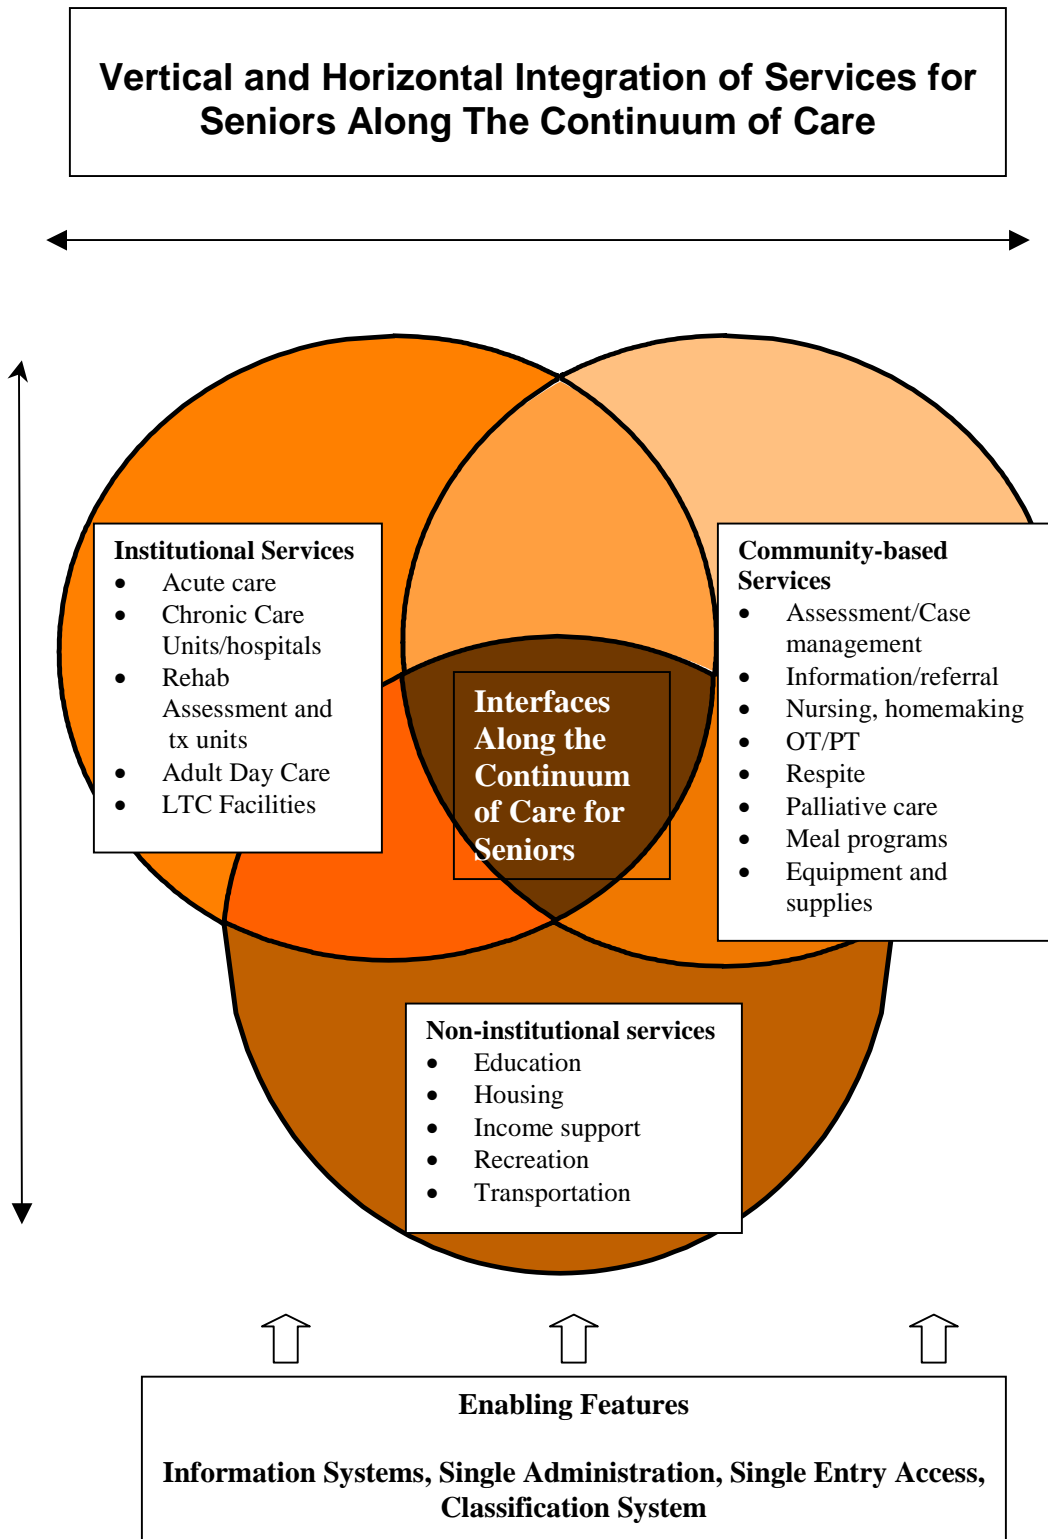 Vertical and Horizontal Integration of Services for
Seniors Along The Continuum of Care
Institutional Services
• Acute care
• Chronic Care
Units/hospitals
• Rehab
Assessment and
tx units
• Adult Day Care
• LTC Facilities
Community-based
Services
• Assessment/Case
management
• Information/referral
• Nursing, homemaking
• OT/PT
• Respite
• Palliative care
• Meal programs
• Equipment and
supplies
Interfaces
Along the
Continuum
of Care for
Seniors
Non-institutional services
• Education
• Housing
• Income support
• Recreation
• Transportation
Enabling Features
Information Systems, Single Administration, Single Entry Access,
Classification System